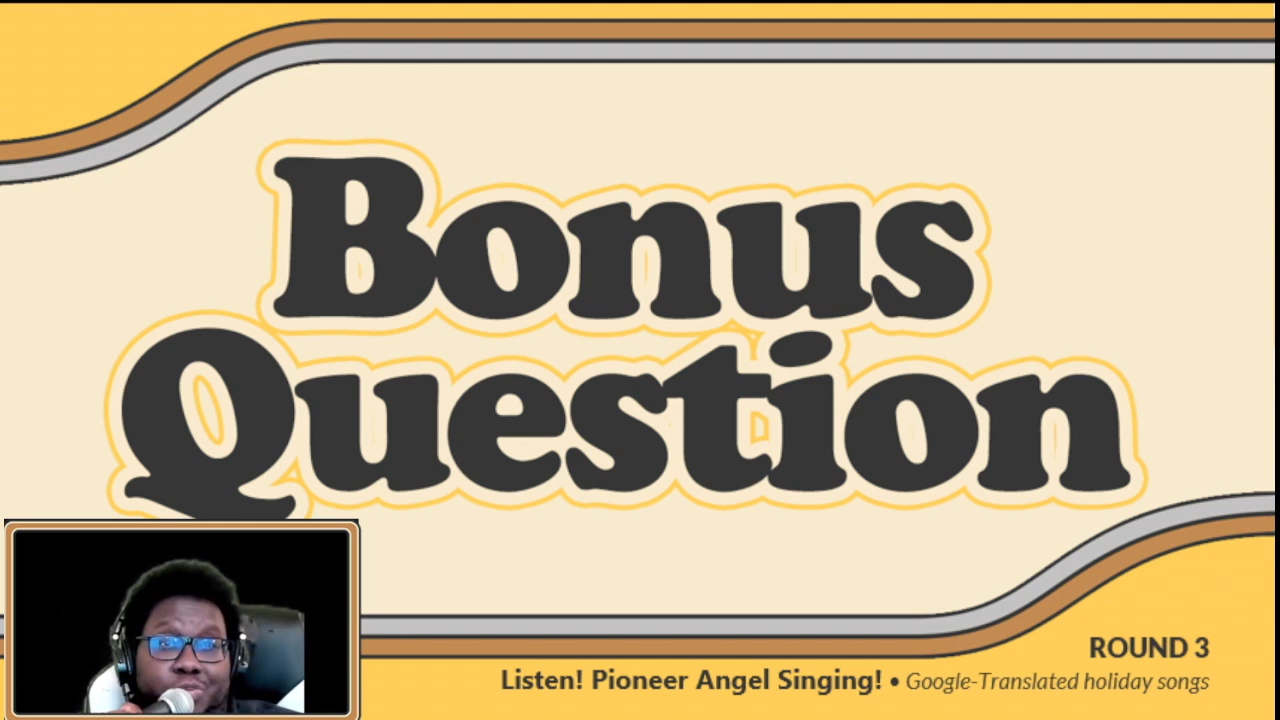 Bonus
Question
ROUND 3
Listen! Pioneer Angel Singing! • Google-Translated holiday songs